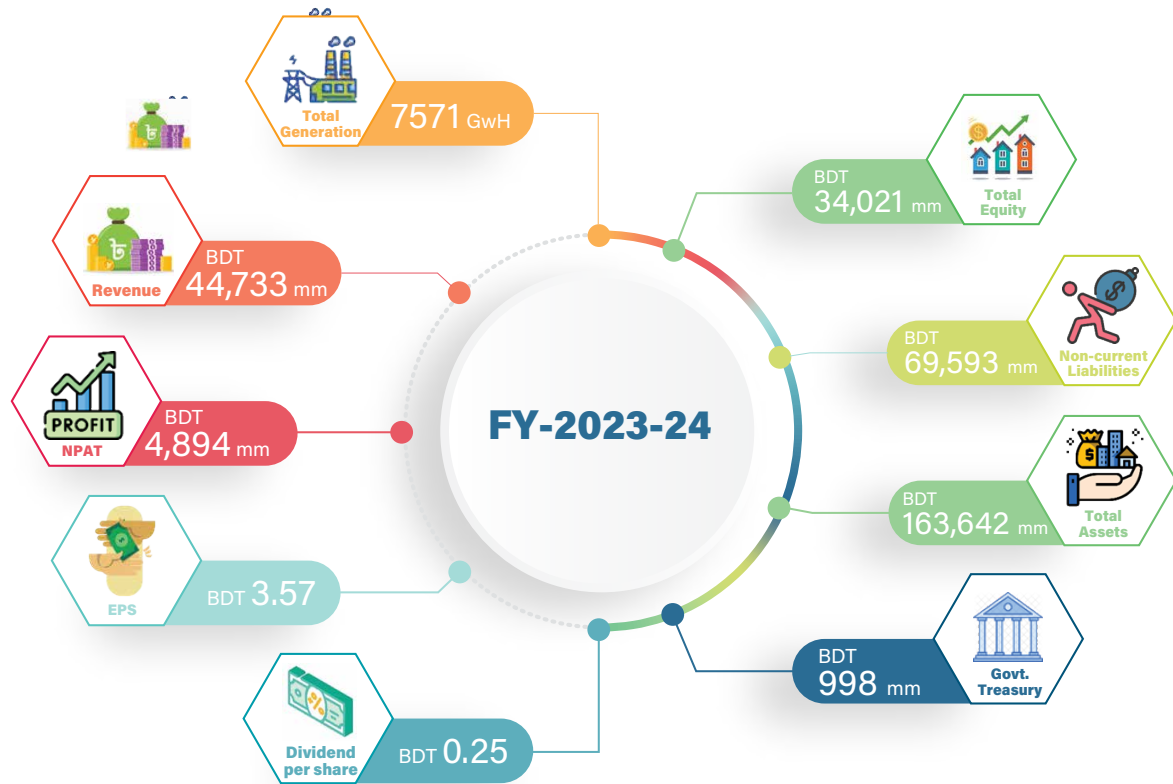 Total
Generation
7571 GwH
Revenue
BDT
44,733 mm
PROFIT
NPAT
BDT
4,894 mm
EPS
BDT 3.57
Dividend
per share
BDT 0.25
FY-2023-24
BDT
34,021 mm
Total
Equity
BDT
69,593 mm
Non-current
Liabilities
BDT
163,642 mm
Total
Assets
BDT
998 mm
Govt.
Treasury